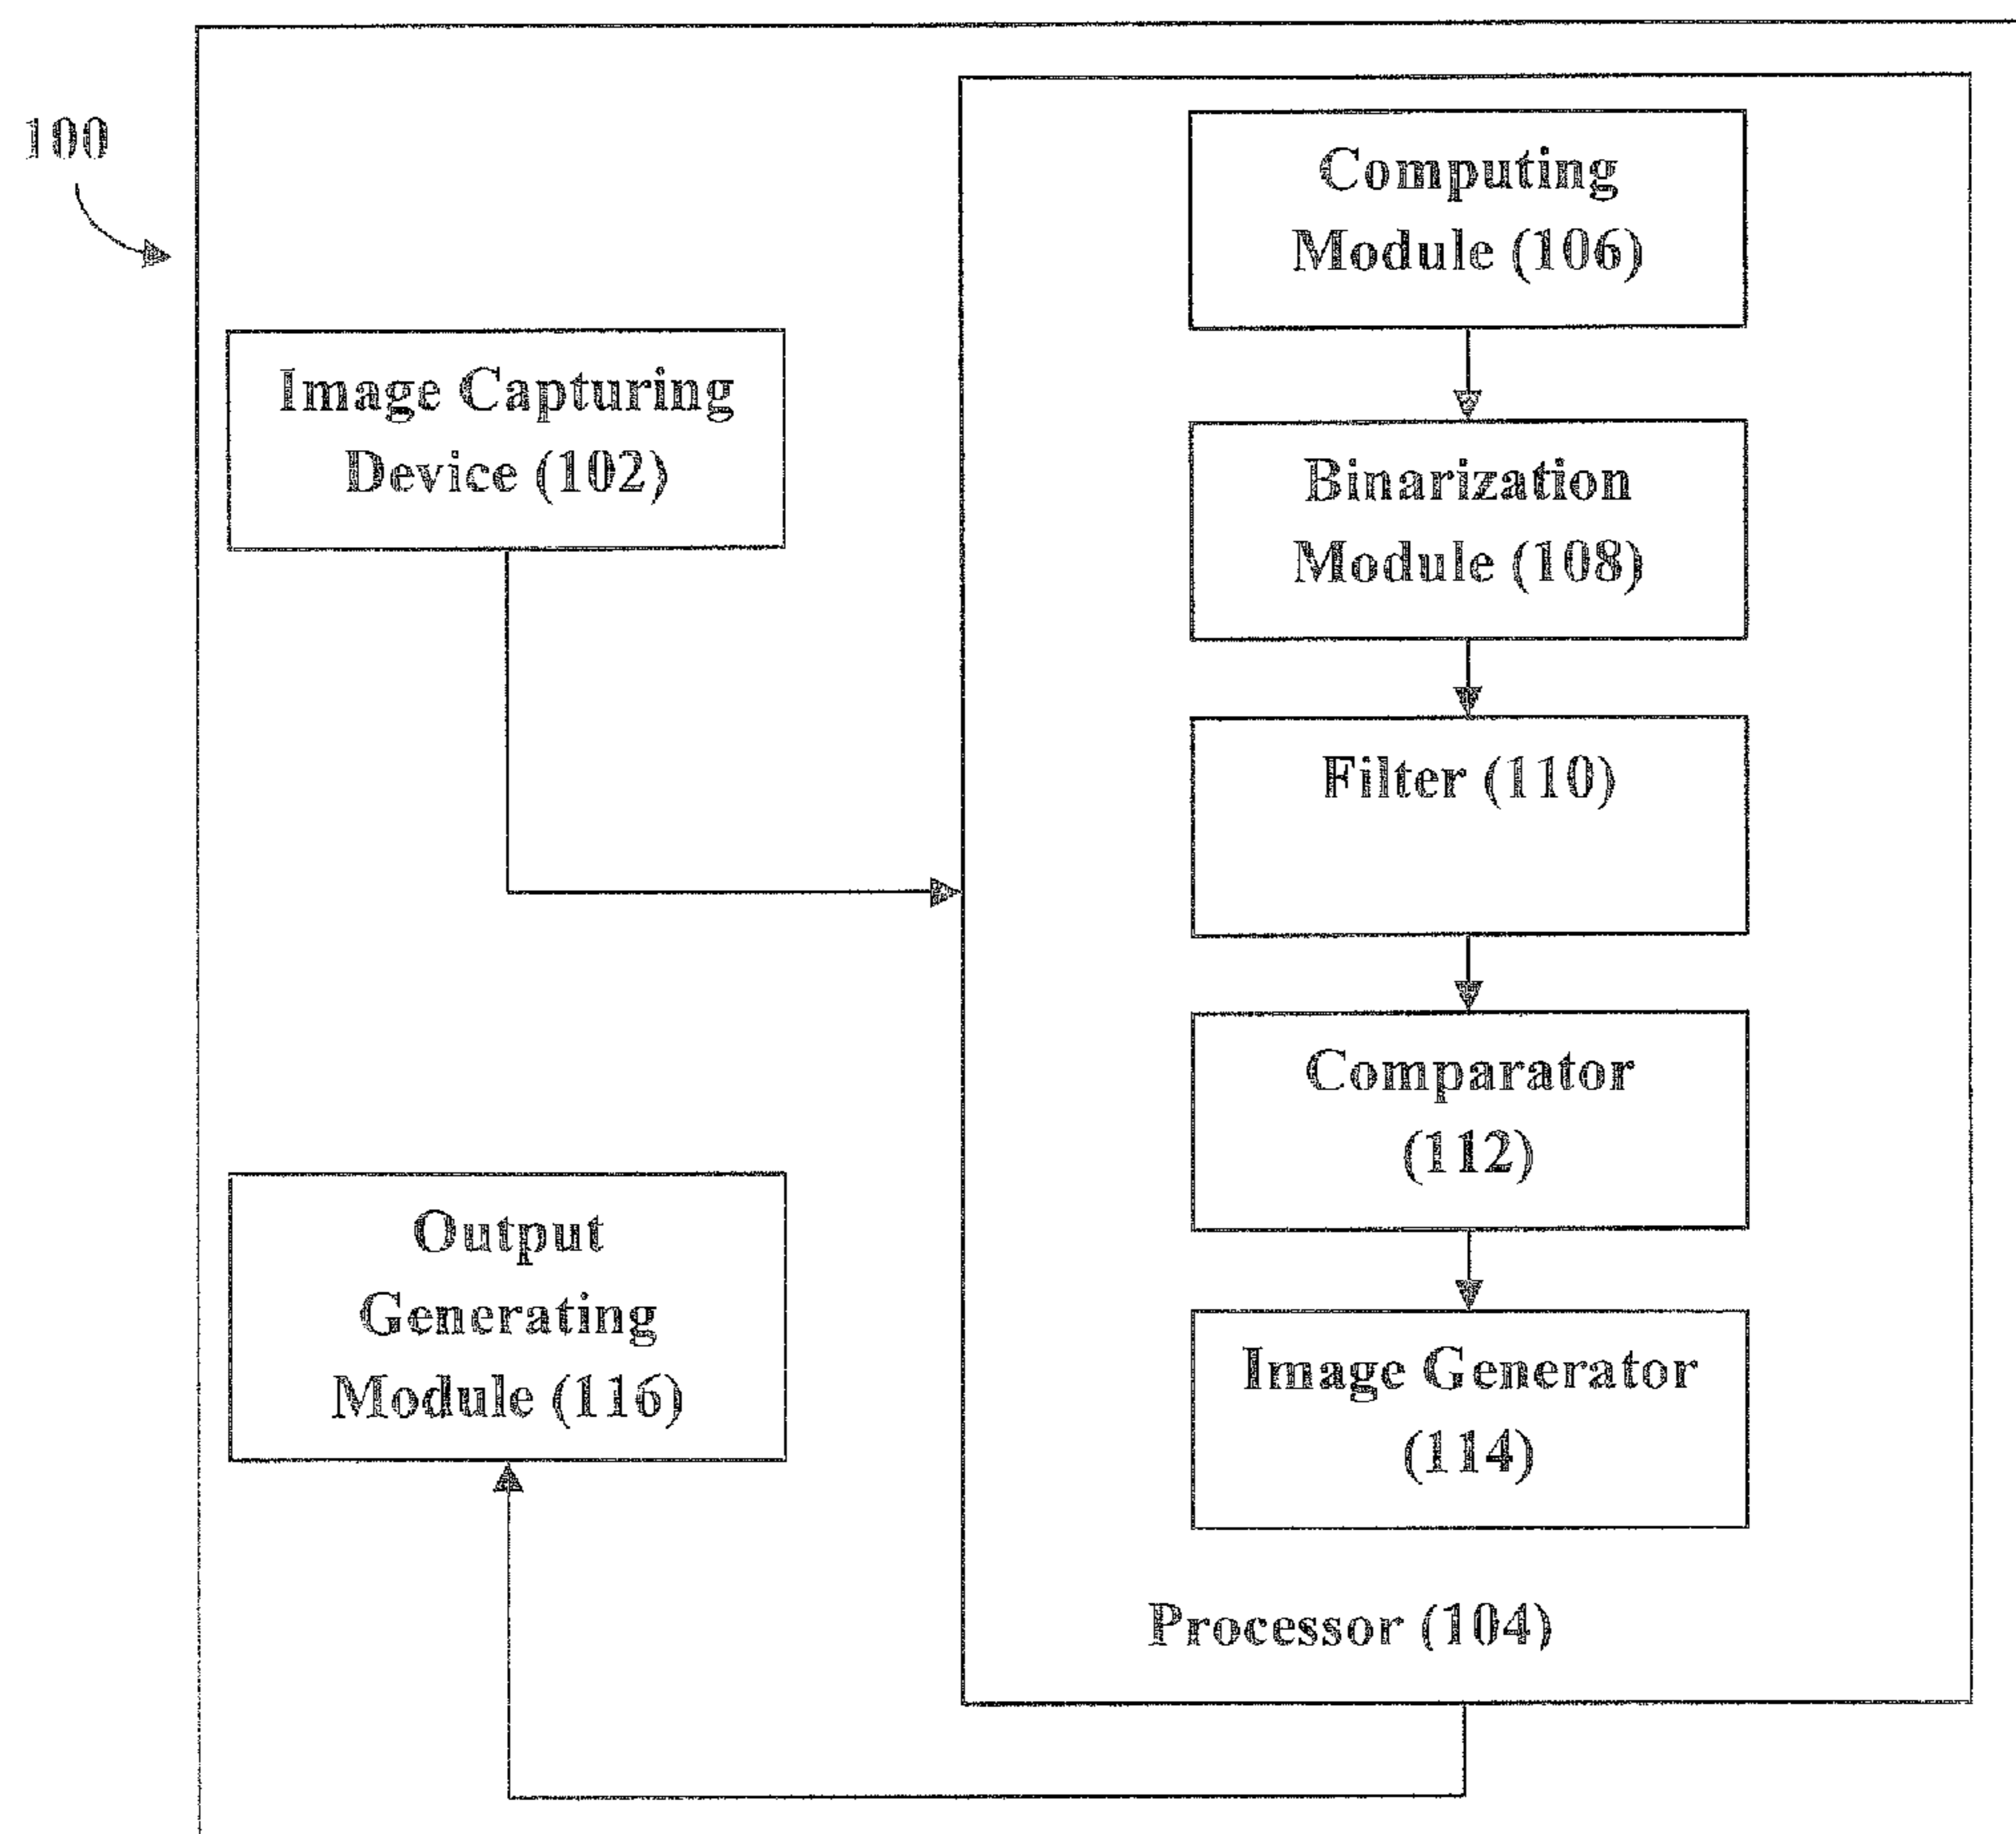 100
Image Capturing
Device (102)
Output
Generating
Module (116)
Computing
Module (106)
Binarization
Module (108)
Filter (110)
Comparator
(112)
Image Generator
(114)
Processor (104)